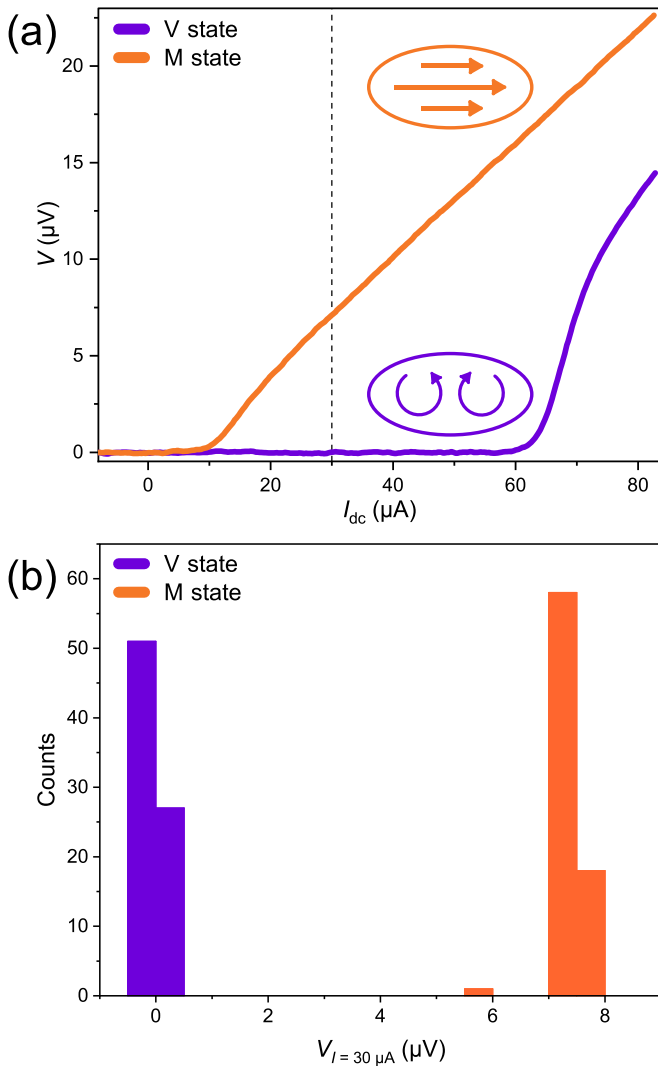 (a)
V state
M state
20
15
10
5
0
V (μV)
0 20 40 60 80
I_dc (μA)
(b)
V state
M state
60
50
40
30
20
10
0
Counts
0 2 4 6 8
V_I = 30 μA (μV)